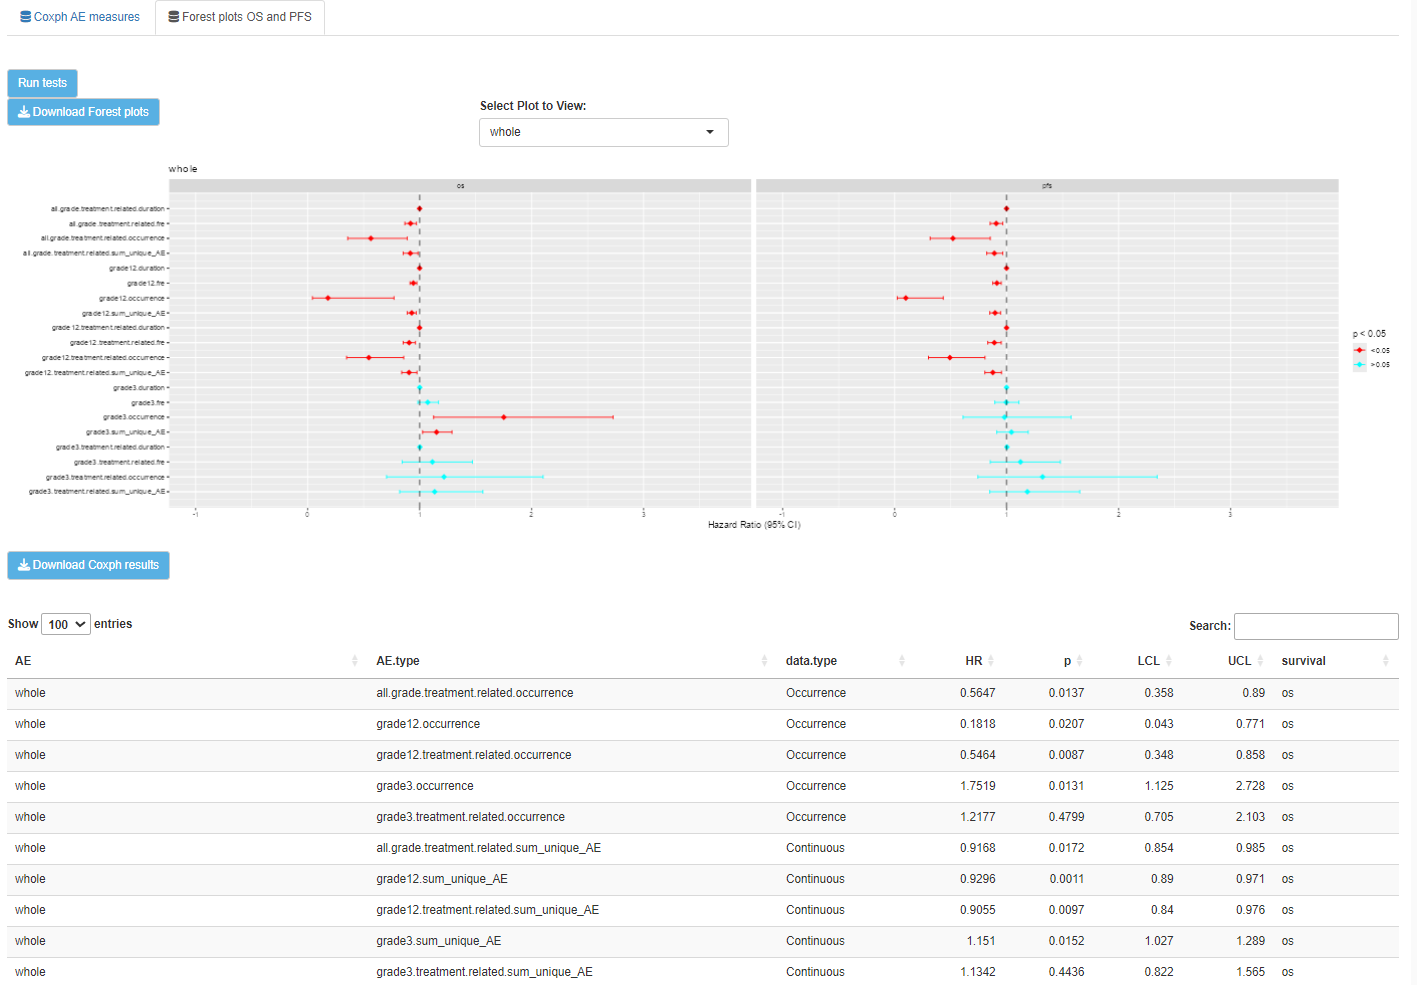 Coxph AE measures
Forest plots OS and PFS
Run tests
Download Forest plots
Select Plot to View:
whole
whole
os
pfs
all.grade.treatment.related.duration
all.grade.treatment.related.fre
all.grade.treatment.related.occurrence
all.grade.treatment.related.sum_unique_AE
grade12.duration
grade12.fre
grade12.occurrence
grade12.sum_unique_AE
grade12.treatment.related.duration
grade12.treatment.related.fre
grade12.treatment.related.occurrence
grade12.treatment.related.sum_unique_AE
grade3.duration
grade3.fre
grade3.occurrence
grade3.sum_unique_AE
grade3.treatment.related.duration
grade3.treatment.related.fre
grade3.treatment.related.occurrence
grade3.treatment.related.sum_unique_AE
-1 0 1 2 3
-1 0 1 2 3
Hazard Ratio (95% CI)
p < 0.05
<0.05
>0.05
Download Coxph results
Show 100 entries
Search:
AE AE.type data.type HR p LCL UCL survival
whole all.grade.treatment.related.occurrence Occurrence 0.5647 0.0137 0.358 0.89 os
whole grade12.occurrence Occurrence 0.1818 0.0207 0.043 0.771 os
whole grade12.treatment.related.occurrence Occurrence 0.5464 0.0087 0.348 0.858 os
whole grade3.occurrence Occurrence 1.7519 0.0131 1.125 2.728 os
whole grade3.treatment.related.occurrence Occurrence 1.2177 0.4799 0.705 2.103 os
whole all.grade.treatment.related.sum_unique_AE Continuous 0.9168 0.0172 0.854 0.985 os
whole grade12.sum_unique_AE Continuous 0.9296 0.0011 0.89 0.971 os
whole grade12.treatment.related.sum_unique_AE Continuous 0.9055 0.0097 0.84 0.976 os
whole grade3.sum_unique_AE Continuous 1.151 0.0152 1.027 1.289 os
whole grade3.treatment.related.sum_unique_AE Continuous 1.1342 0.4436 0.822 1.565 os